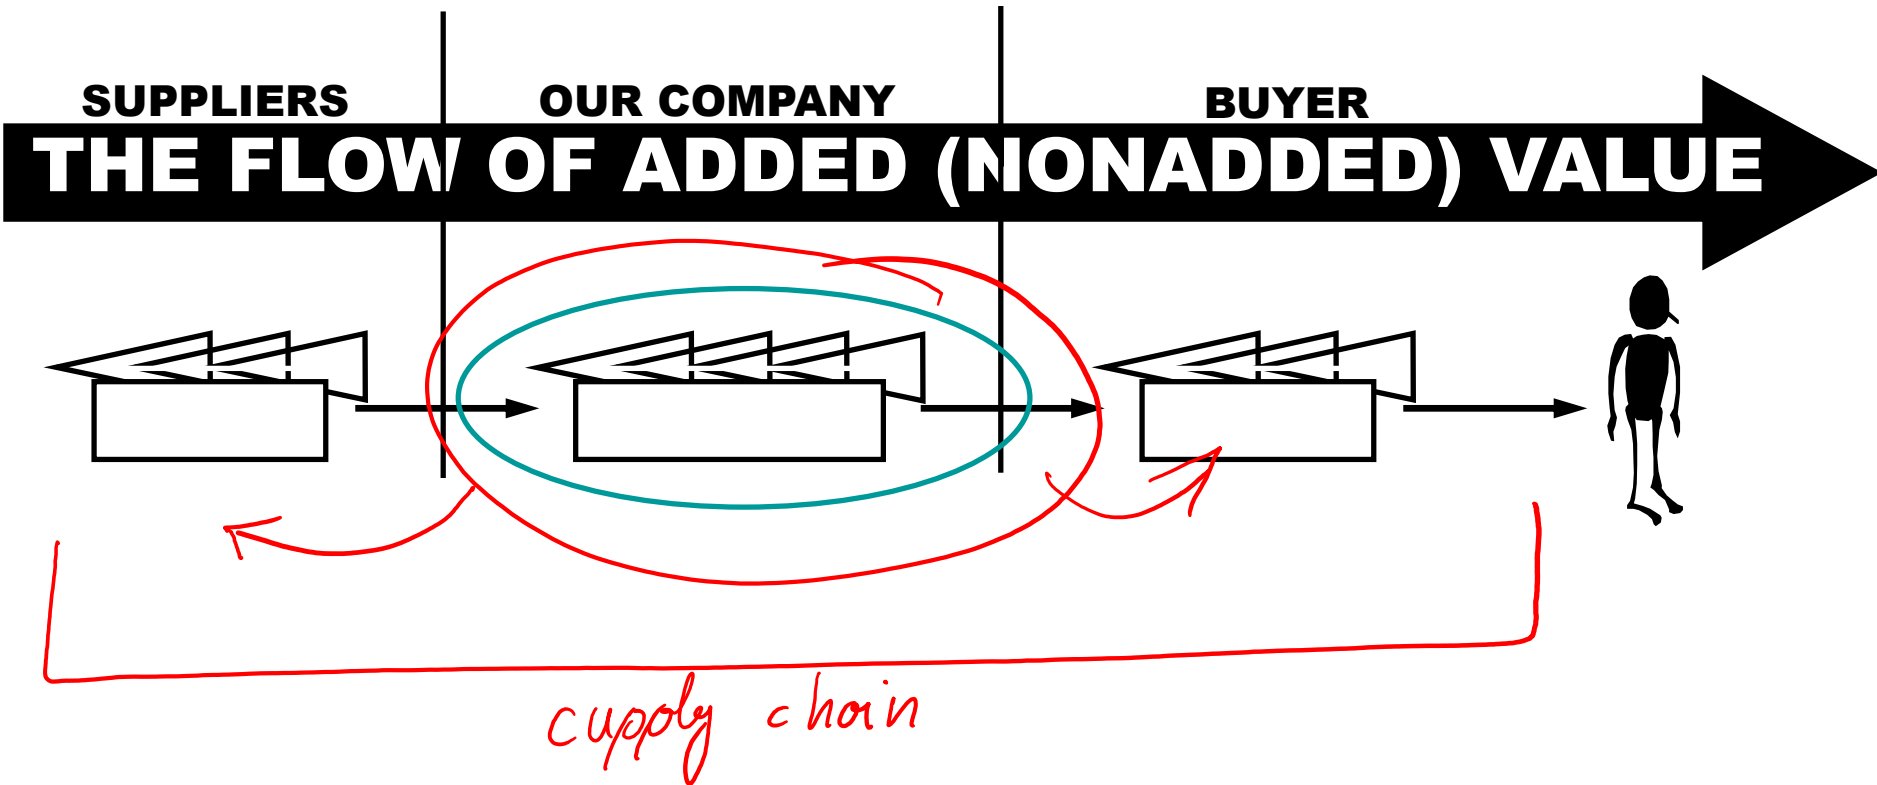 SUPPLIERS OUR COMPANY BUYER
THE FLOW OF ADDED (NONADDED) VALUE
cupply chain